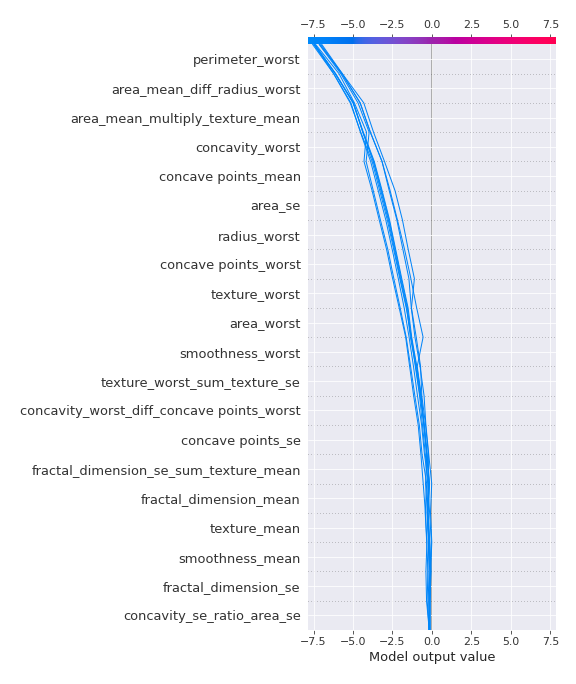 −7.5 −5.0 −2.5 0.0 2.5 5.0 7.5
perimeter_worst
area_mean_diff_radius_worst
area_mean_multiply_texture_mean
concavity_worst
concave points_mean
area_se
radius_worst
concave points_worst
texture_worst
area_worst
smoothness_worst
texture_worst_sum_texture_se
concavity_worst_diff_concave points_worst
concave points_se
fractal_dimension_se_sum_texture_mean
fractal_dimension_mean
texture_mean
smoothness_mean
fractal_dimension_se
concavity_se_ratio_area_se
−7.5 −5.0 −2.5 0.0 2.5 5.0 7.5
Model output value